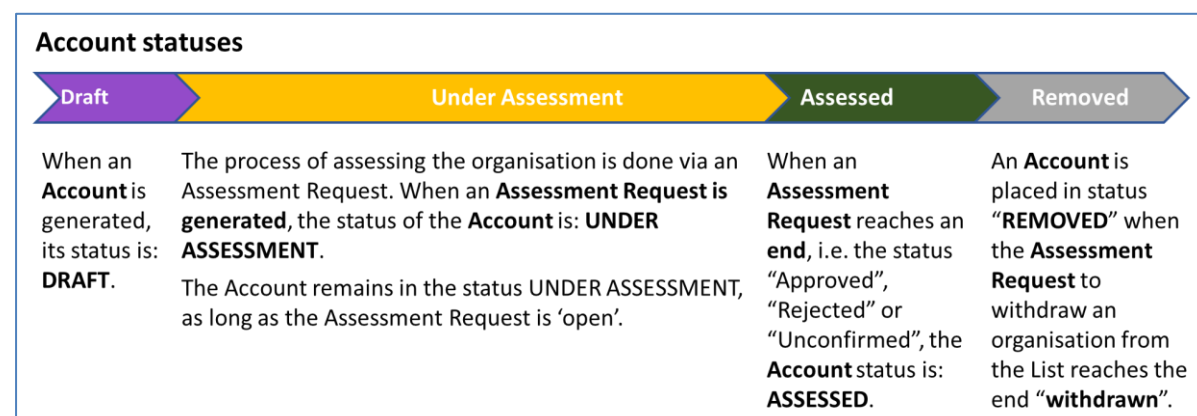 Account statuses
Draft
Under Assessment
Assessed
Removed
When an
Account is
generated,
its status is:
DRAFT.
The process of assessing the organisation is done via an
Assessment Request. When an Assessment Request is
generated, the status of the Account is: UNDER
ASSESSMENT.
The Account remains in the status UNDER ASSESSMENT,
as long as the Assessment Request is ‘open’.
When an
Assessment
Request reaches an
end, i.e. the status
“Approved”,
“Rejected” or
“Unconfirmed”, the
Account status is:
ASSESSED.
An Account is
placed in status
“REMOVED” when
the Assessment
Request to
withdraw an
organisation from
the List reaches the
end “withdrawn”.